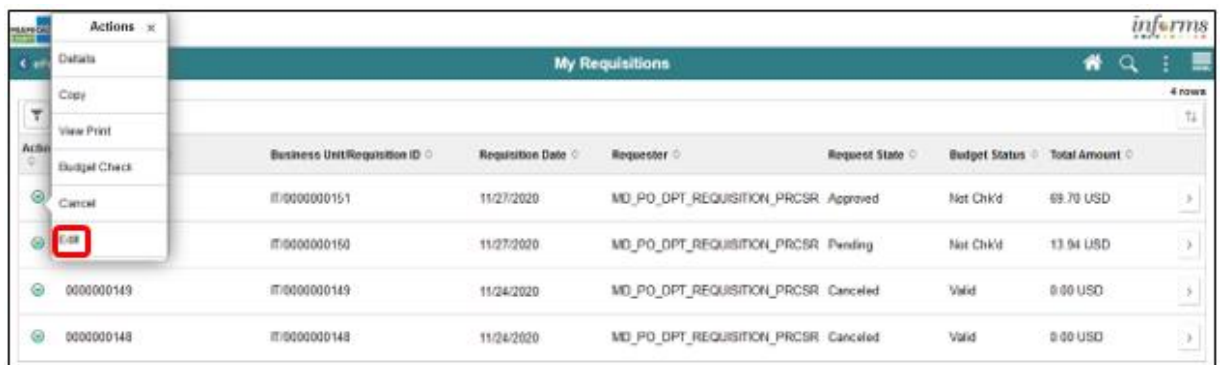 Actions ×
informs
Details
My Requisitions
Copy
4 rows
View Print
Business Unit/Requisition ID
Requisition Date
Requester
Request State
Budget Status
Total Amount
Budget Check
IT/0000000151
11/27/2020
MD_PO_DPT_REQUISITION_PRCSR
Approved
Not Chk'd
69.70 USD
Cancel
Edit
IT/0000000150
11/27/2020
MD_PO_DPT_REQUISITION_PRCSR
Pending
Not Chk'd
13.94 USD
0000000149
IT/0000000149
11/24/2020
MD_PO_DPT_REQUISITION_PRCSR
Canceled
Valid
0.00 USD
0000000148
IT/0000000148
11/24/2020
MD_PO_DPT_REQUISITION_PRCSR
Canceled
Valid
0.00 USD